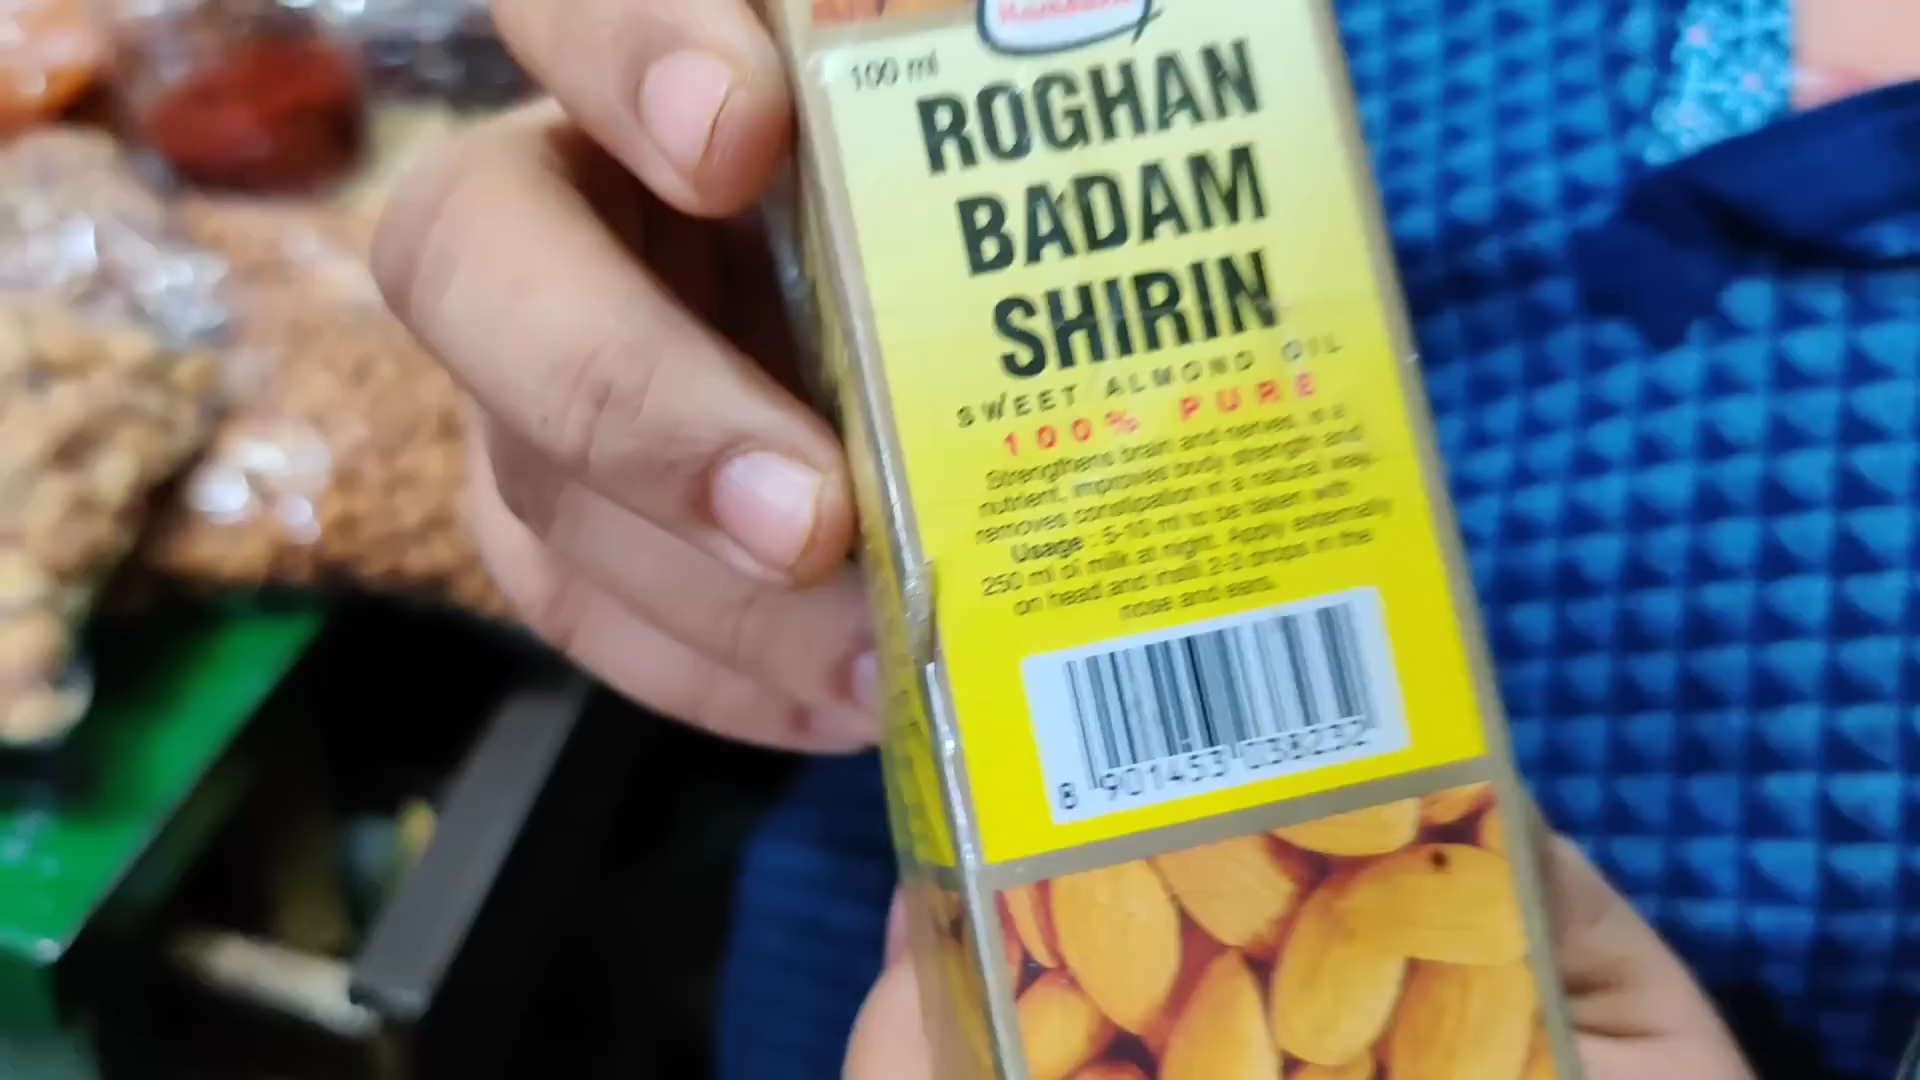 Hamdard
100 ml
ROGHAN
BADAM
SHIRIN
SWEET ALMOND OIL
100% PURE
Strengthens brain and nerves, is a
nutrient, improves body strength and
removes constipation in a natural way.
Usage : 5-10 ml to be taken with
250 ml of milk at night. Apply externally
on head and instil 2-3 drops in the
nose and ears.
8 901453 038232